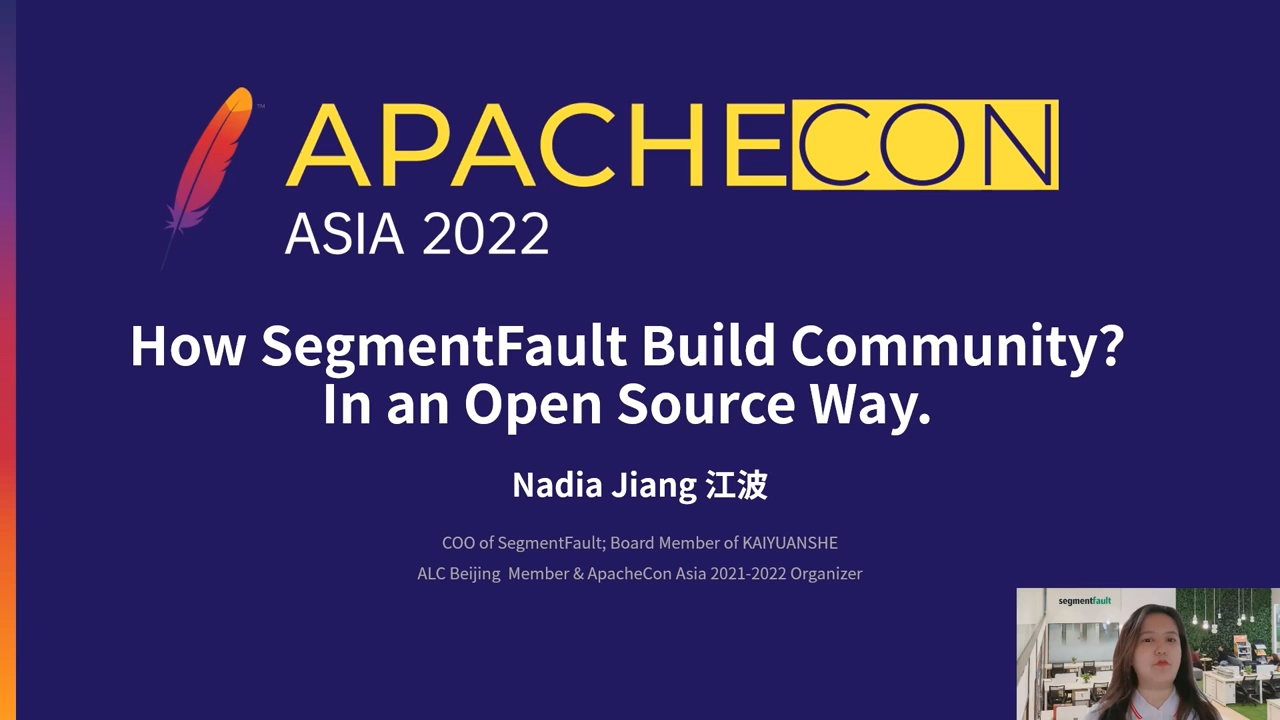 APACHECON
™
ASIA 2022
How SegmentFault Build Community?
In an Open Source Way.
Nadia Jiang 江波
COO of SegmentFault; Board Member of KAIYUANSHE
ALC Beijing  Member & ApacheCon Asia 2021-2022 Organizer
segmentfault